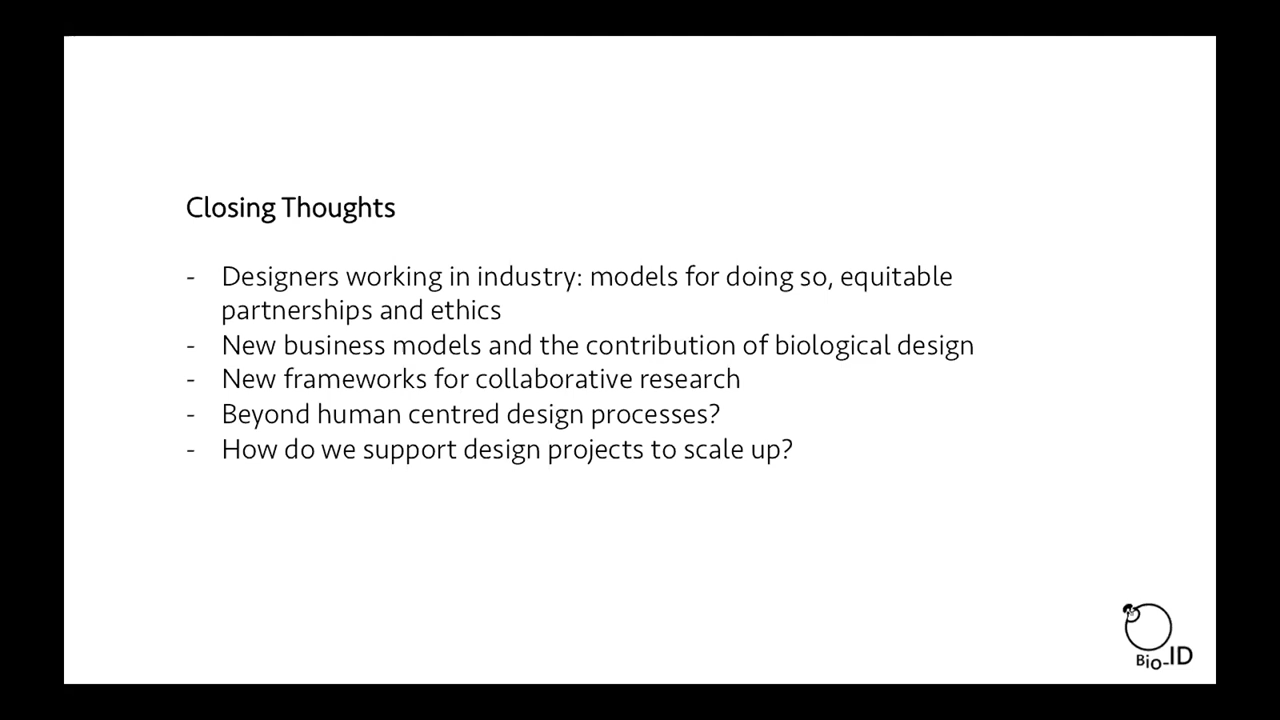 Closing Thoughts
- Designers working in industry: models for doing so, equitable
partnerships and ethics
- New business models and the contribution of biological design
- New frameworks for collaborative research
- Beyond human centred design processes?
- How do we support design projects to scale up?
Bio-ID